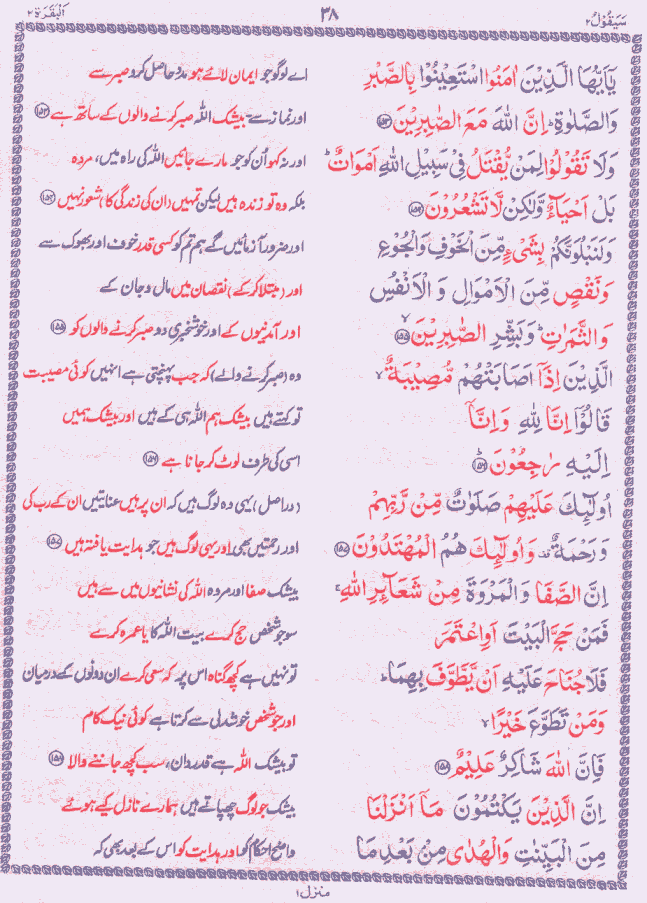 سَيَقُوْلُ ٢ ٣٨ اَلْبَقَرَة ٢
يٰۤاَيُّهَا الَّذِيْنَ اٰمَنُوا اسْتَعِيْنُوْا بِالصَّبْرِ اے لوگو جو ایمان لائے ہو مدد حاصل کرو صبر سے
وَالصَّلٰوةِ ؕ اِنَّ اللّٰهَ مَعَ الصّٰبِرِيْنَ ﴿۱۵۳﴾ اور نماز سے۔ بیشک اللہ صبر کرنے والوں کے ساتھ ہے ﴿۱۵۳﴾
وَلَا تَقُوْلُوْا لِمَنْ يُّقْتَلُ فِيْ سَبِيْلِ اللّٰهِ اَمْوَاتٌ ؕ اور نہ کہو اُن کو جو مارے جائیں اللہ کی راہ میں، مردہ
بَلْ اَحْيَآءٌ وَّلٰكِنْ لَّا تَشْعُرُوْنَ ﴿۱۵۴﴾ بلکہ وہ تو زندہ ہیں لیکن تمہیں (ان کی زندگی کا) شعور نہیں ﴿۱۵۴﴾
وَلَنَبْلُوَنَّكُمْ بِشَيْءٍ مِّنَ الْخَوْفِ وَالْجُوْعِ اور ضرور آزمائیں گے ہم تم کو کسی قدر خوف اور بھوک سے
وَنَقْصٍ مِّنَ الْاَمْوَالِ وَ الْاَنْفُسِ اور (مبتلا کر کے) نقصان میں مال و جان کے
وَالثَّمَرٰتِ ؕ وَبَشِّرِ الصّٰبِرِيْنَ ﴿۱۵۵﴾ اور آمدنیوں کے اور خوشخبری دو صبر کرنے والوں کو ﴿۱۵۵﴾
الَّذِيْنَ اِذَاۤ اَصَابَتْهُمْ مُّصِيْبَةٌ ۙ وہ (صبر کرنے والے) کہ جب پہنچتی ہے انہیں کوئی مصیبت
قَالُوْۤا اِنَّا لِلّٰهِ وَاِنَّاۤ تو کہتے ہیں بیشک ہم اللہ ہی کے ہیں اور بیشک ہمیں
اِلَيْهِ رٰجِعُوْنَ ﴿۱۵۶﴾ اسی کی طرف لوٹ کر جانا ہے ﴿۱۵۶﴾
اُولٰٓئِكَ عَلَيْهِمْ صَلَوٰتٌ مِّنْ رَّبِّهِمْ (دراصل) یہی وہ لوگ ہیں کہ ان پر ہیں عنایتیں ان کے رب کی
وَرَحْمَةٌ وَاُولٰٓئِكَ هُمُ الْمُهْتَدُوْنَ ﴿۱۵۷﴾ اور رحمتیں بھی اور یہی لوگ ہیں جو ہدایت یافتہ ہیں ﴿۱۵۷﴾
اِنَّ الصَّفَا وَالْمَرْوَةَ مِنْ شَعَآئِرِ اللّٰهِ ۚ بیشک صفا اور مروہ اللہ کی نشانیوں میں سے ہیں
فَمَنْ حَجَّ الْبَيْتَ اَوِاعْتَمَرَ سو جو شخص حج کرے بیت اللہ کا یا عمرہ کرے
فَلَا جُنَاحَ عَلَيْهِ اَنْ يَّطَّوَّفَ بِهِمَا ؕ تو نہیں ہے کچھ گناہ اس پر کہ سعی کرے ان دونوں کے درمیان
وَمَنْ تَطَوَّعَ خَيْرًا ۙ اور جو شخص خوشدلی سے کرتا ہے کوئی نیک کام
فَاِنَّ اللّٰهَ شَاكِرٌ عَلِيْمٌ ﴿۱۵۸﴾ تو بیشک اللہ ہے قدردان، سب کچھ جاننے والا ﴿۱۵۸﴾
اِنَّ الَّذِيْنَ يَكْتُمُوْنَ مَاۤ اَنْزَلْنَا بیشک جو لوگ چھپاتے ہیں ہمارے نازل کیے ہوئے
مِنَ الْبَيِّنٰتِ وَالْهُدٰى مِنْۢ بَعْدِ مَا واضح احکام کو اور ہدایت کو اس کے بعد بھی کہ
منزل ۱